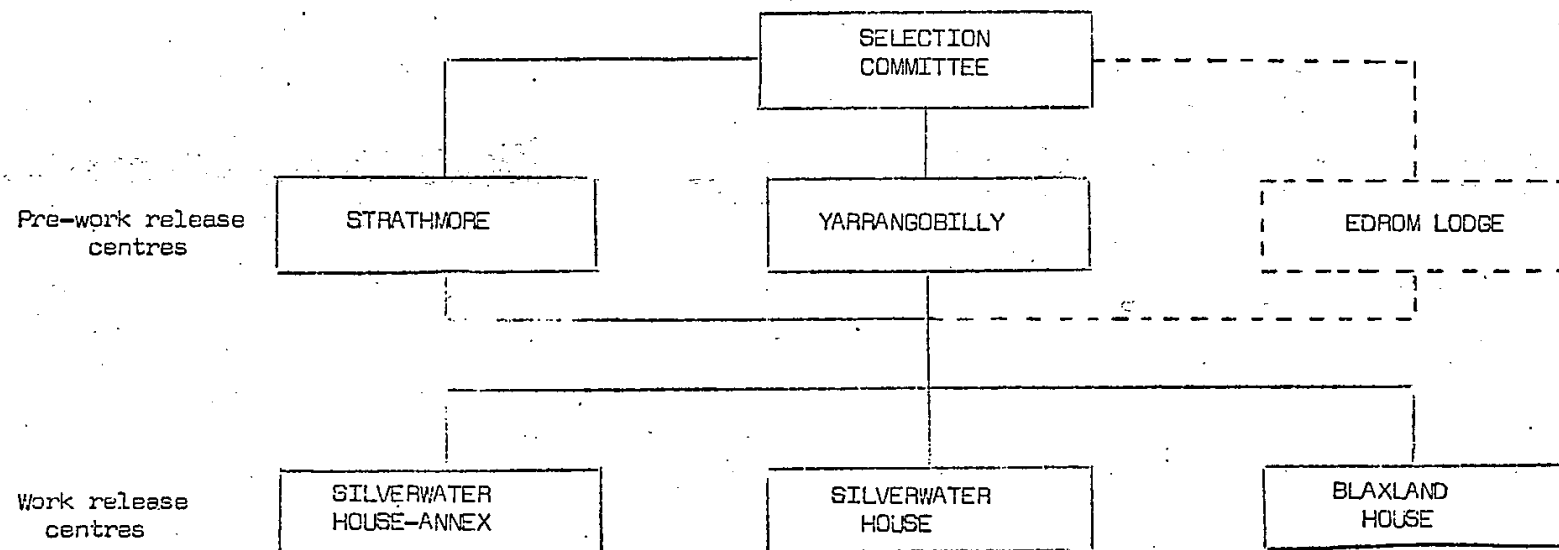 SELECTION
COMMITTEE
Pre-work release
centres
STRATHMORE
YARRANGOBILLY
EDROM LODGE
Work release
centres
SILVERWATER
HOUSE-ANNEX
SILVERWATER
HOUSE
BLAXLAND
HOUSE